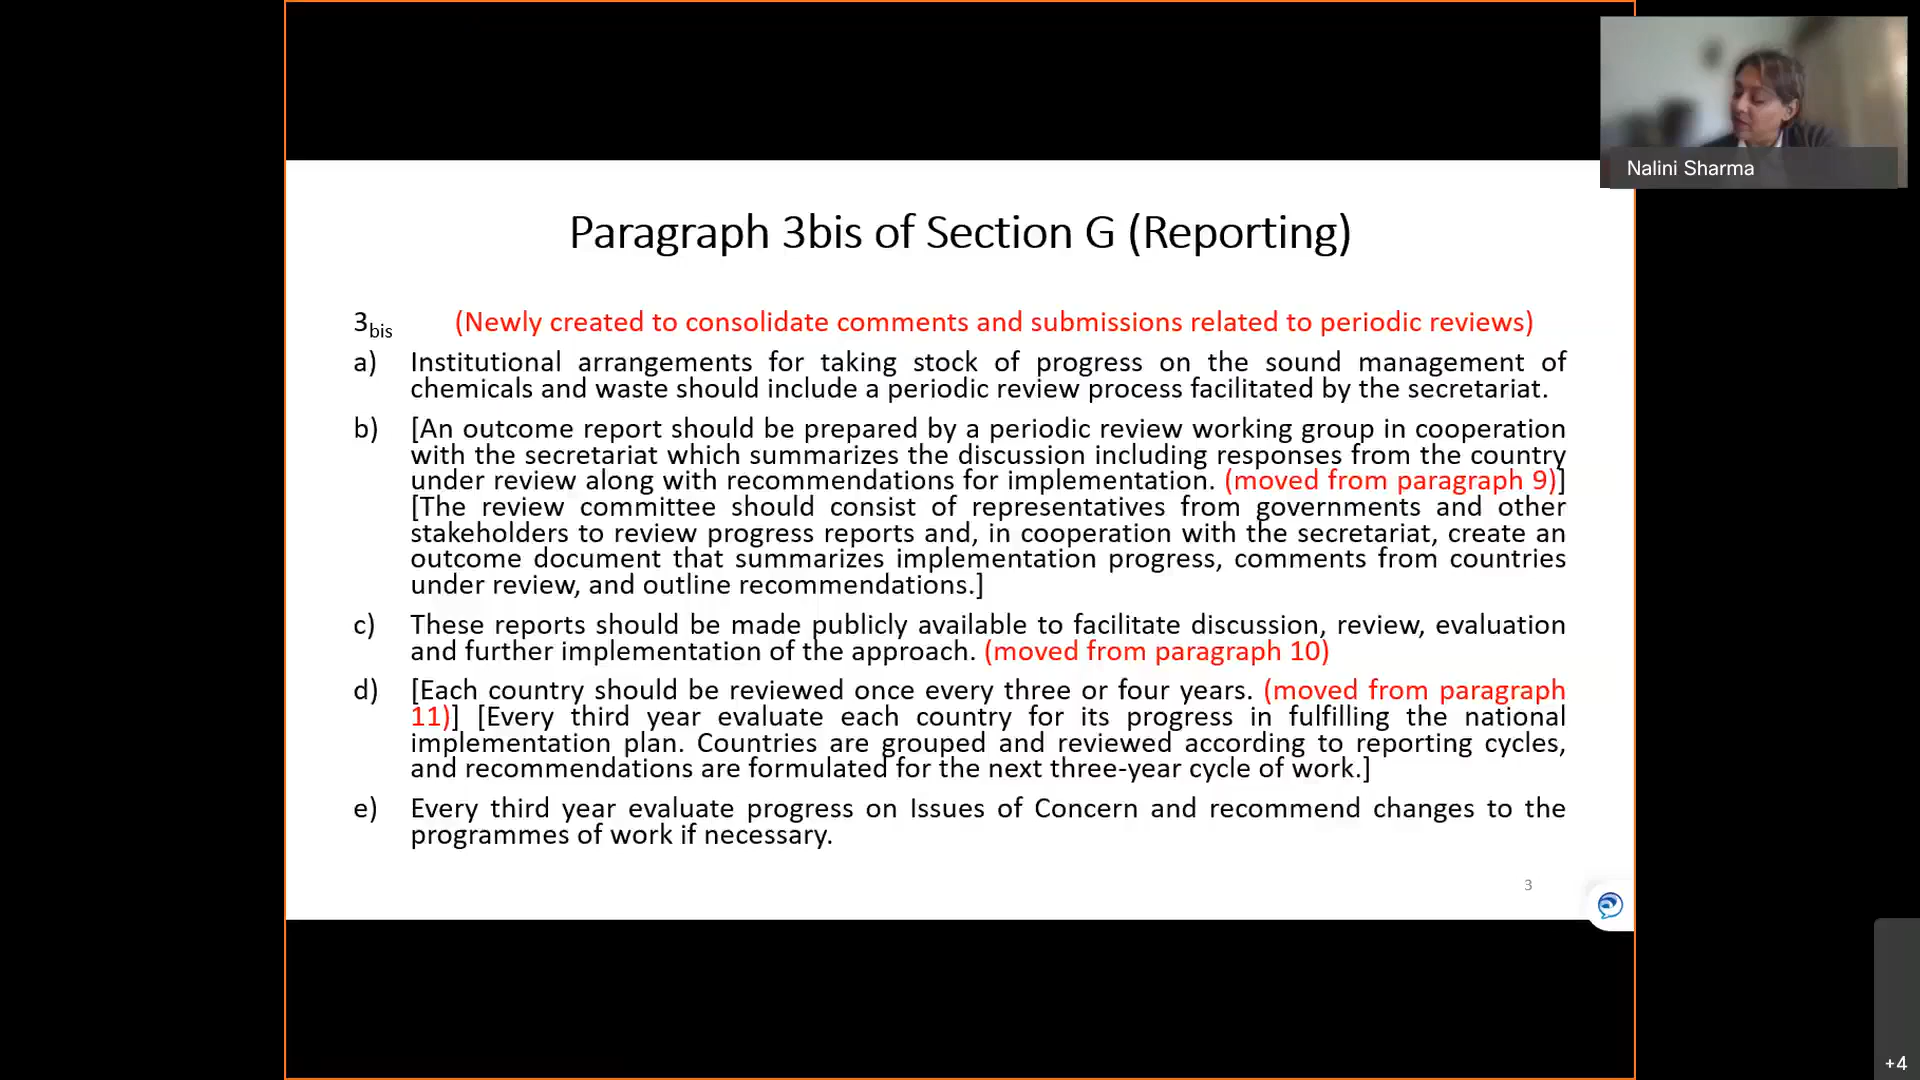 Nalini Sharma
Paragraph 3bis of Section G (Reporting)
3bis (Newly created to consolidate comments and submissions related to periodic reviews)
a) Institutional arrangements for taking stock of progress on the sound management of
chemicals and waste should include a periodic review process facilitated by the secretariat.
b) [An outcome report should be prepared by a periodic review working group in cooperation
with the secretariat which summarizes the discussion including responses from the country
under review along with recommendations for implementation. (moved from paragraph 9)]
[The review committee should consist of representatives from governments and other
stakeholders to review progress reports and, in cooperation with the secretariat, create an
outcome document that summarizes implementation progress, comments from countries
under review, and outline recommendations.]
c) These reports should be made publicly available to facilitate discussion, review, evaluation
and further implementation of the approach. (moved from paragraph 10)
d) [Each country should be reviewed once every three or four years. (moved from paragraph
11)] [Every third year evaluate each country for its progress in fulfilling the national
implementation plan. Countries are grouped and reviewed according to reporting cycles,
and recommendations are formulated for the next three-year cycle of work.]
e) Every third year evaluate progress on Issues of Concern and recommend changes to the
programmes of work if necessary.
3
+4